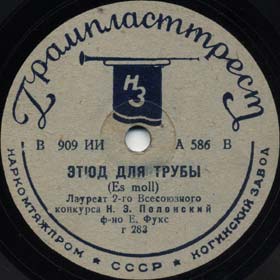 Грампласттрест
НЗ
В 909 ИИ А 586 В
ЭТЮД ДЛЯ ТРУБЫ
(Es moll)
Лауреат 2-го Всесоюзного
конкурса Н. З. Полонский
ф-но Е. Фукс
г 283
НАРКОМТЯЖПРОМ ★ СССР ★ НОГИНСКИЙ ЗАВОД